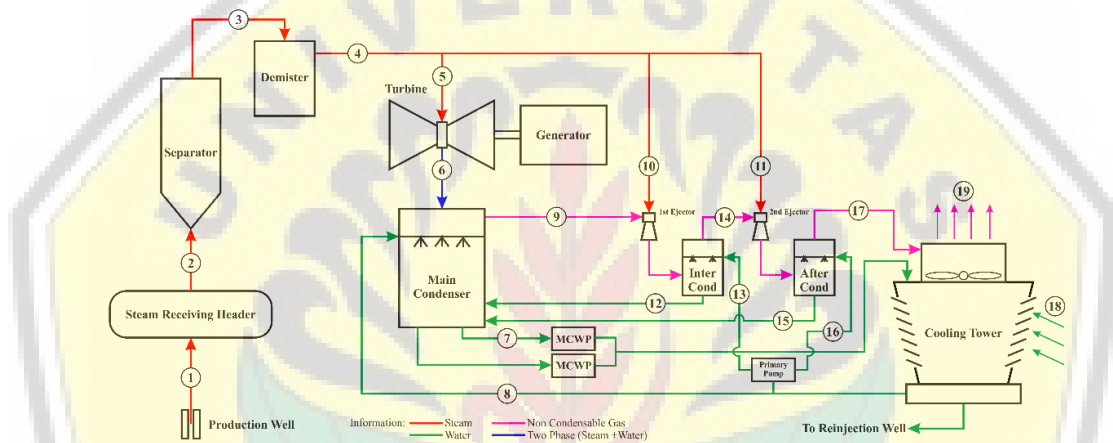 UNIVERSITAS
3
4
Demister
5
Turbine
Generator
Separator
6
10
11
19
9
1st Ejector
14
2nd Ejector
17
2
Main
Condenser
Inter
Cond
After
Cond
Steam Receiving Header
12
13
18
15
16
Cooling Tower
7
MCWP
MCWP
1
Primary
Pump
8
Production Well
Information:
Steam
Non Condensable Gas
Water
Two Phase (Steam +Water)
To Reinjection Well